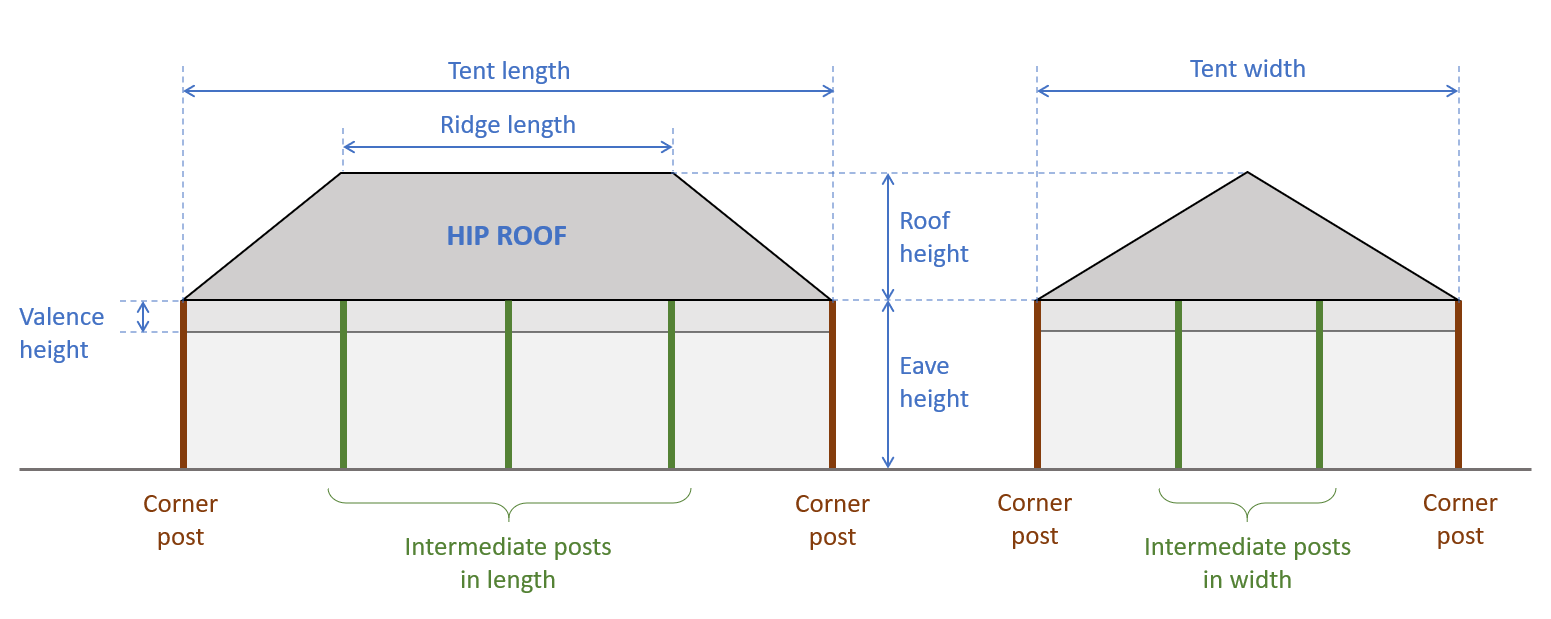 Tent length
Tent width
Ridge length
HIP ROOF
Roof
height
Valence
height
Eave
height
Corner
post
Intermediate posts
in length
Corner
post
Corner
post
Intermediate posts
in width
Corner
post